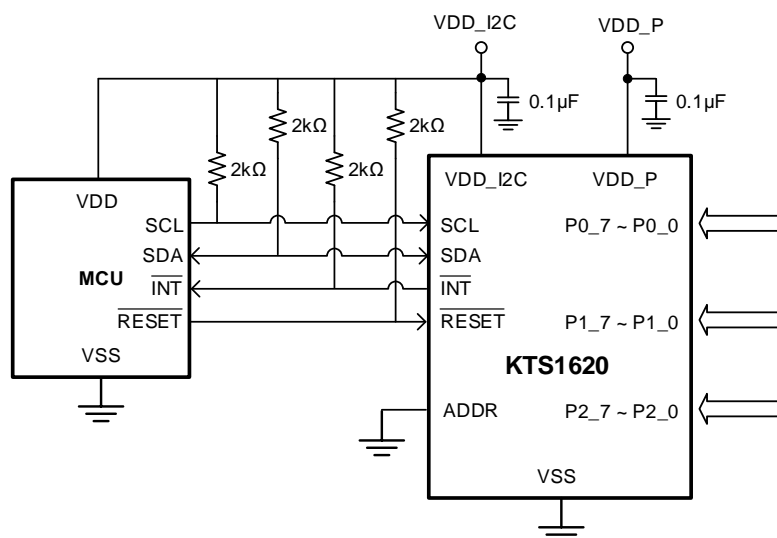 VDD_I2C
VDD_P
0.1µF
0.1µF
2kΩ
2kΩ
2kΩ
2kΩ
VDD
VDD_I2C
VDD_P
SCL
SCL
P0_7 ~ P0_0
SDA
SDA
MCU
INT
INT
RESET
RESET
P1_7 ~ P1_0
VSS
KTS1620
ADDR
P2_7 ~ P2_0
VSS